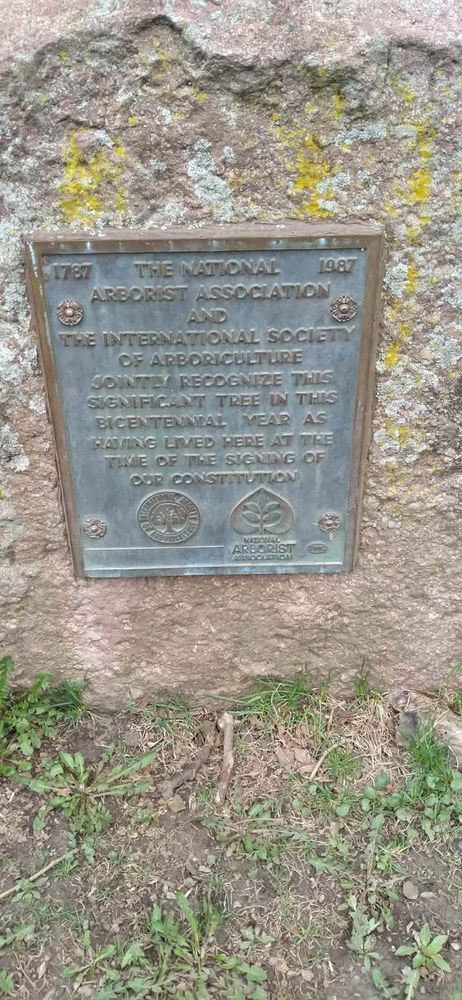 1787 THE NATIONAL 1987
ARBORIST ASSOCIATION
AND
THE INTERNATIONAL SOCIETY
OF ARBORICULTURE
JOINTLY RECOGNIZE THIS
SIGNIFICANT TREE IN THIS
BICENTENNIAL YEAR AS
HAVING LIVED HERE AT THE
TIME OF THE SIGNING OF
OUR CONSTITUTION
NATIONAL
ARBORIST
ASSOCIATION